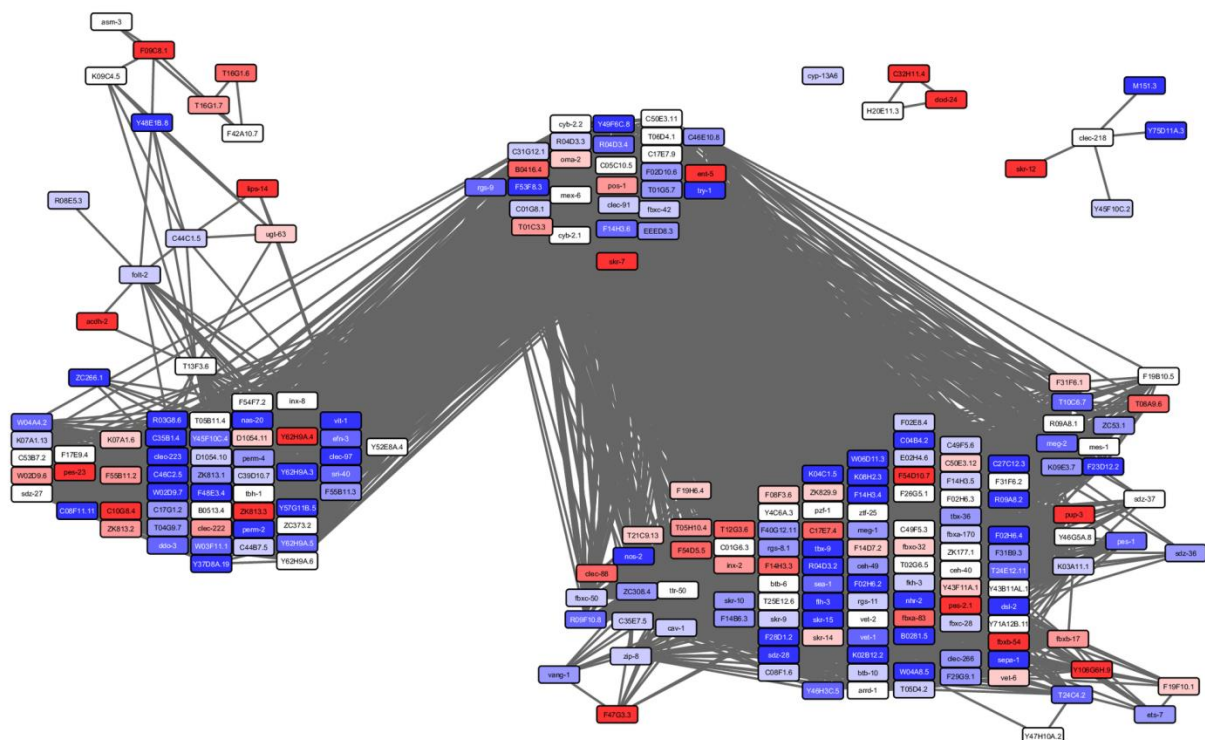 asm-3
F09C8.1
K09C4.5
T16G1.6
T16G1.7
Y48E1B.8
F42A10.7
lips-14
R08E5.3
C44C1.5
ugt-63
folt-2
acdh-2
T13F3.6
ZC266.1
cyp-13A6
C32H11.4
dod-24
H20E11.3
M151.3
clec-218
Y75D11A.3
skr-12
Y45F10C.2
C50E3.11
cyb-2.2
Y49F6C.8
T06D4.1
C46E10.8
R04D3.3
R04D3.4
C31G12.1
C17E7.9
oma-2
B0416.4
C05C10.5
F02D10.6
end-5
rgs-9
F53F8.3
pos-1
T01G5.7
try-1
mex-6
clec-91
C01G8.1
fbxc-42
T01C3.3
F14H3.6
EEED8.3
cyb-2.1
skr-7
F54F7.2
inx-8
W04A4.2
R03G8.6
T05B11.4
nas-20
vit-1
K07A1.13
K07A1.6
C35B1.4
Y45F10C.4
D1054.11
Y62H9A.4
efn-3
Y52E8A.4
C53B7.2
F17E9.4
clec-223
D1054.10
perm-4
clec-97
W02D9.6
pes-23
F55B11.2
C46C2.5
ZK813.1
C39D10.7
Y62H9A.3
sri-40
sdz-27
W02D9.7
F48E3.4
tbh-1
F55B11.3
C08F11.11
C10G8.4
C17G1.2
B0513.4
ZK813.3
Y57G11B.5
ZK813.2
T04G9.7
clec-222
perm-2
ZC373.2
ddo-3
W03F11.1
C44B7.5
Y62H9A.5
Y37D8A.19
Y62H9A.6
F19B10.5
F31F6.1
T10C6.7
T06A9.6
R09A8.1
ZC53.1
meg-2
mes-1
K09E3.7
F23D12.2
F02E8.4
C04B4.2
C49F5.6
W06D11.3
E02H4.6
C50E3.12
C27C12.3
K04C1.5
K08H2.3
F54D10.7
F14H3.5
F31F6.2
F19H6.4
F08F3.6
ZK829.9
F14H3.4
F26G5.1
F02H6.3
R09A8.2
sdz-37
Y4C6A.3
pzf-1
ztf-25
tbx-36
pup-3
T21C9.13
T05H10.4
T12G3.6
F40G12.11
C17E7.4
meg-1
C49F5.3
fbxa-170
F02H6.4
Y46G5A.8
pes-1
nos-2
F54D5.5
C01G6.3
rgs-8.1
tbx-9
F14D7.2
fbxo-32
ZK177.1
F31B9.3
sdz-36
clec-88
inx-2
F14H3.3
R04D3.2
ceh-49
T02G6.5
ceh-40
T24E12.11
K03A11.1
ZC308.4
ttr-50
btb-6
sea-1
F02H6.2
fkh-3
Y43F11A.1
Y43B11AL.1
fbxc-50
skr-10
T25E12.6
flh-3
rgs-11
nhr-2
pes-2.1
dsl-2
R09F10.8
C35E7.5
F14B6.3
skr-9
skr-15
vet-2
fbxa-83
fbxc-28
Y71A12B.11
cav-1
F28D1.2
skr-14
vet-1
B0281.5
fbxb-54
fbxb-17
zip-8
sdz-28
K02B12.2
clec-266
sepa-1
vang-1
C08F1.6
btb-10
W04A8.5
F29G9.1
vet-6
Y106G6H.9
F19F10.1
Y46H3C.5
arrd-1
T05D4.2
T24C4.2
F47G3.3
ets-7
Y47H10A.2